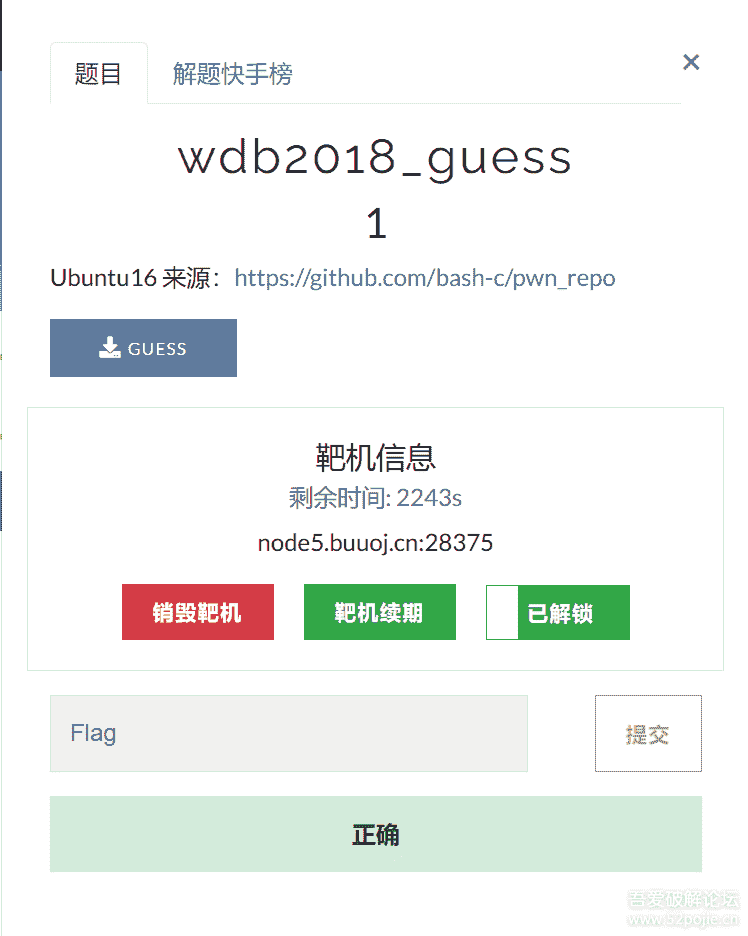 题目 解题快手榜 ×
wdb2018_guess
1
Ubuntu16 来源：https://github.com/bash-c/pwn_repo
GUESS
靶机信息
剩余时间: 2243s
node5.buuoj.cn:28375
销毁靶机 靶机续期 已解锁
Flag 提交
正确
吾爱破解论坛
www.52pojie.cn